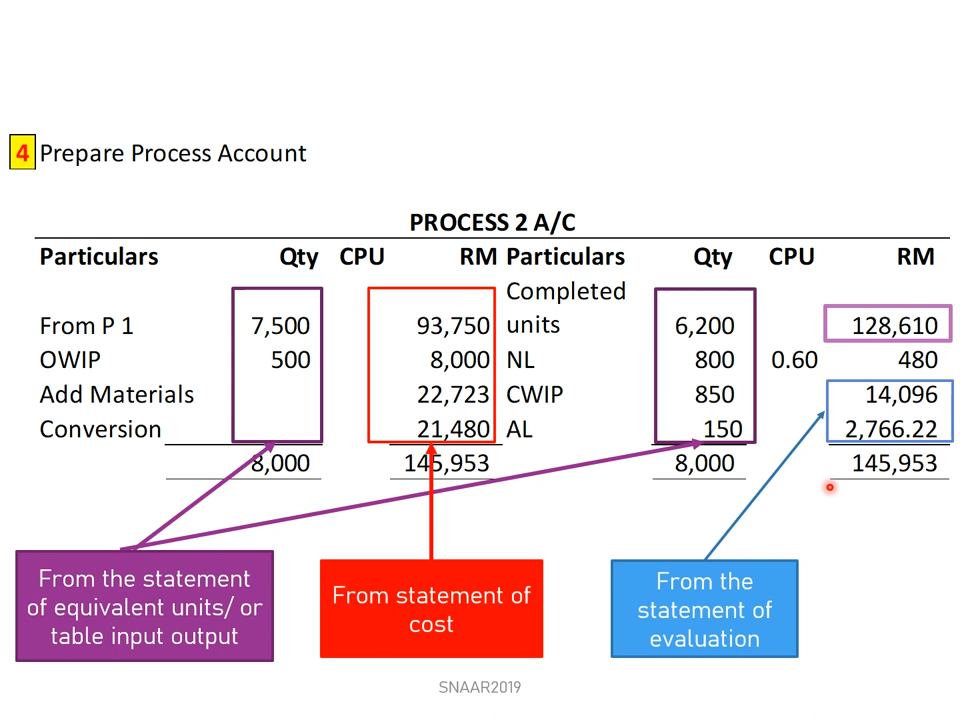 4 Prepare Process Account
PROCESS 2 A/C
Particulars Qty CPU RM Particulars Qty CPU RM
Completed
From P 1 7,500 93,750 units 6,200 128,610
OWIP 500 8,000 NL 800 0.60 480
Add Materials 22,723 CWIP 850 14,096
Conversion 21,480 AL 150 2,766.22
8,000 145,953 8,000 145,953
From the statement
of equivalent units/ or
table input output
From statement of
cost
From the
statement of
evaluation
SNAAR2019